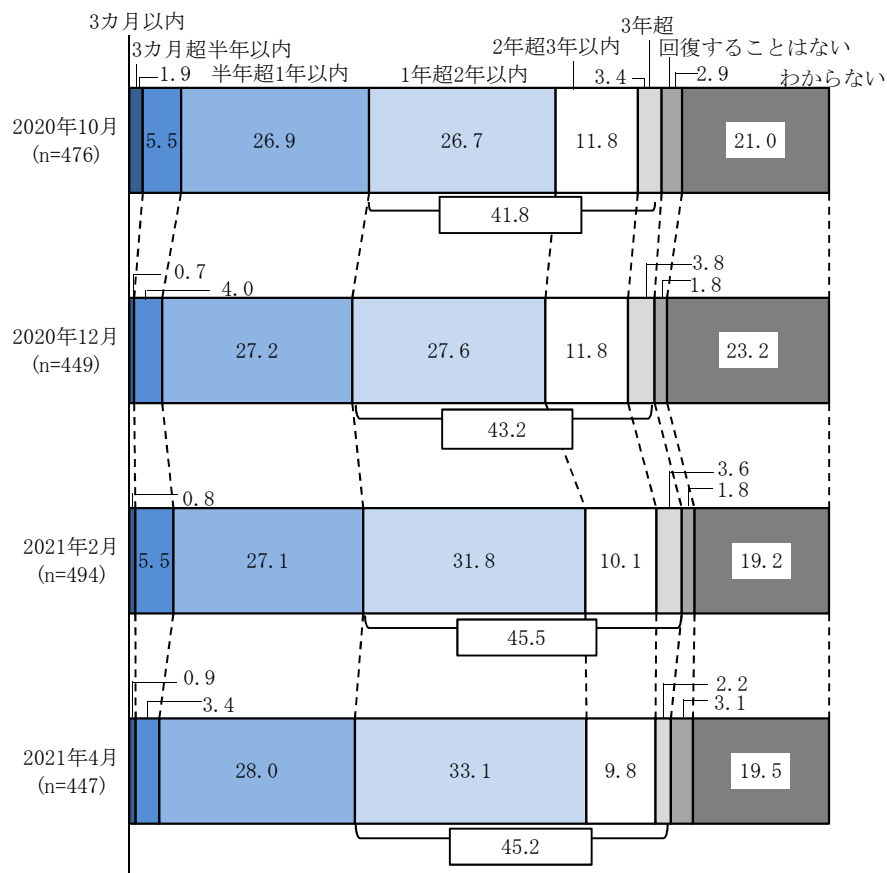 3カ月以内
3カ月超半年以内
半年超1年以内
1年超2年以内
2年超3年以内
3年超
回復することはない
わからない
2020年10月
(n=476)
1.9
5.5
26.9
26.7
11.8
3.4
2.9
21.0
41.8
2020年12月
(n=449)
0.7
4.0
27.2
27.6
11.8
3.8
1.8
23.2
43.2
2021年2月
(n=494)
0.8
5.5
27.1
31.8
10.1
3.6
1.8
19.2
45.5
2021年4月
(n=447)
0.9
3.4
28.0
33.1
9.8
2.2
3.1
19.5
45.2